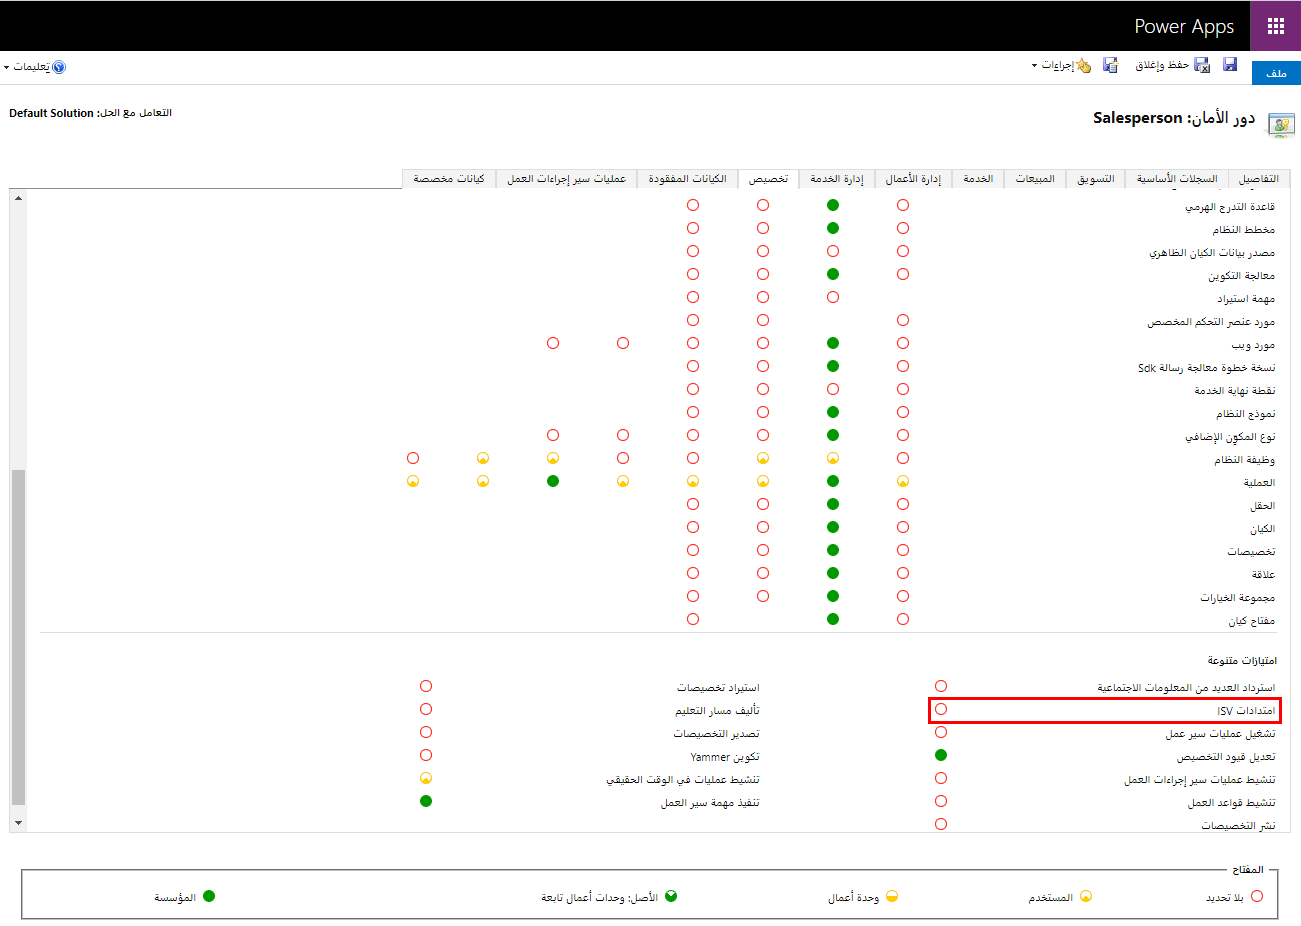 Power Apps
ملف
حفظ وإغلاق
إجراءات
تعليمات
دور الأمان: Salesperson
التعامل مع الحل: Default Solution
التفاصيل
السجلات الأساسية
التسويق
المبيعات
الخدمة
إدارة الأعمال
إدارة الخدمة
تخصيص
الكيانات المفقودة
عمليات سير إجراءات العمل
كيانات مخصصة
قاعدة التدرج الهرمي
مخطط النظام
مصدر بيانات الكيان الظاهري
معالجة التكوين
مهمة استيراد
مورد عنصر التحكم المخصص
مورد ويب
نسخة خطوة معالجة رسالة Sdk
نقطة نهاية الخدمة
نموذج النظام
نوع المكون الإضافي
وظيفة النظام
العملية
الحقل
الكيان
تخصيصات
علاقة
مجموعة الخيارات
مفتاح كيان
امتيازات متنوعة
استرداد العديد من المعلومات الاجتماعية
استيراد تخصيصات
امتدادات ISV
تأليف مسار التعليم
تشغيل عمليات سير عمل
تصدير التخصيصات
تعديل قيود التخصيص
تكوين Yammer
تنشيط عمليات سير إجراءات العمل
تنشيط عمليات في الوقت الحقيقي
تنشيط قواعد العمل
تنفيذ مهمة سير العمل
نشر التخصيصات
المفتاح
بلا تحديد
المستخدم
وحدة أعمال
الأصل: وحدات أعمال تابعة
المؤسسة